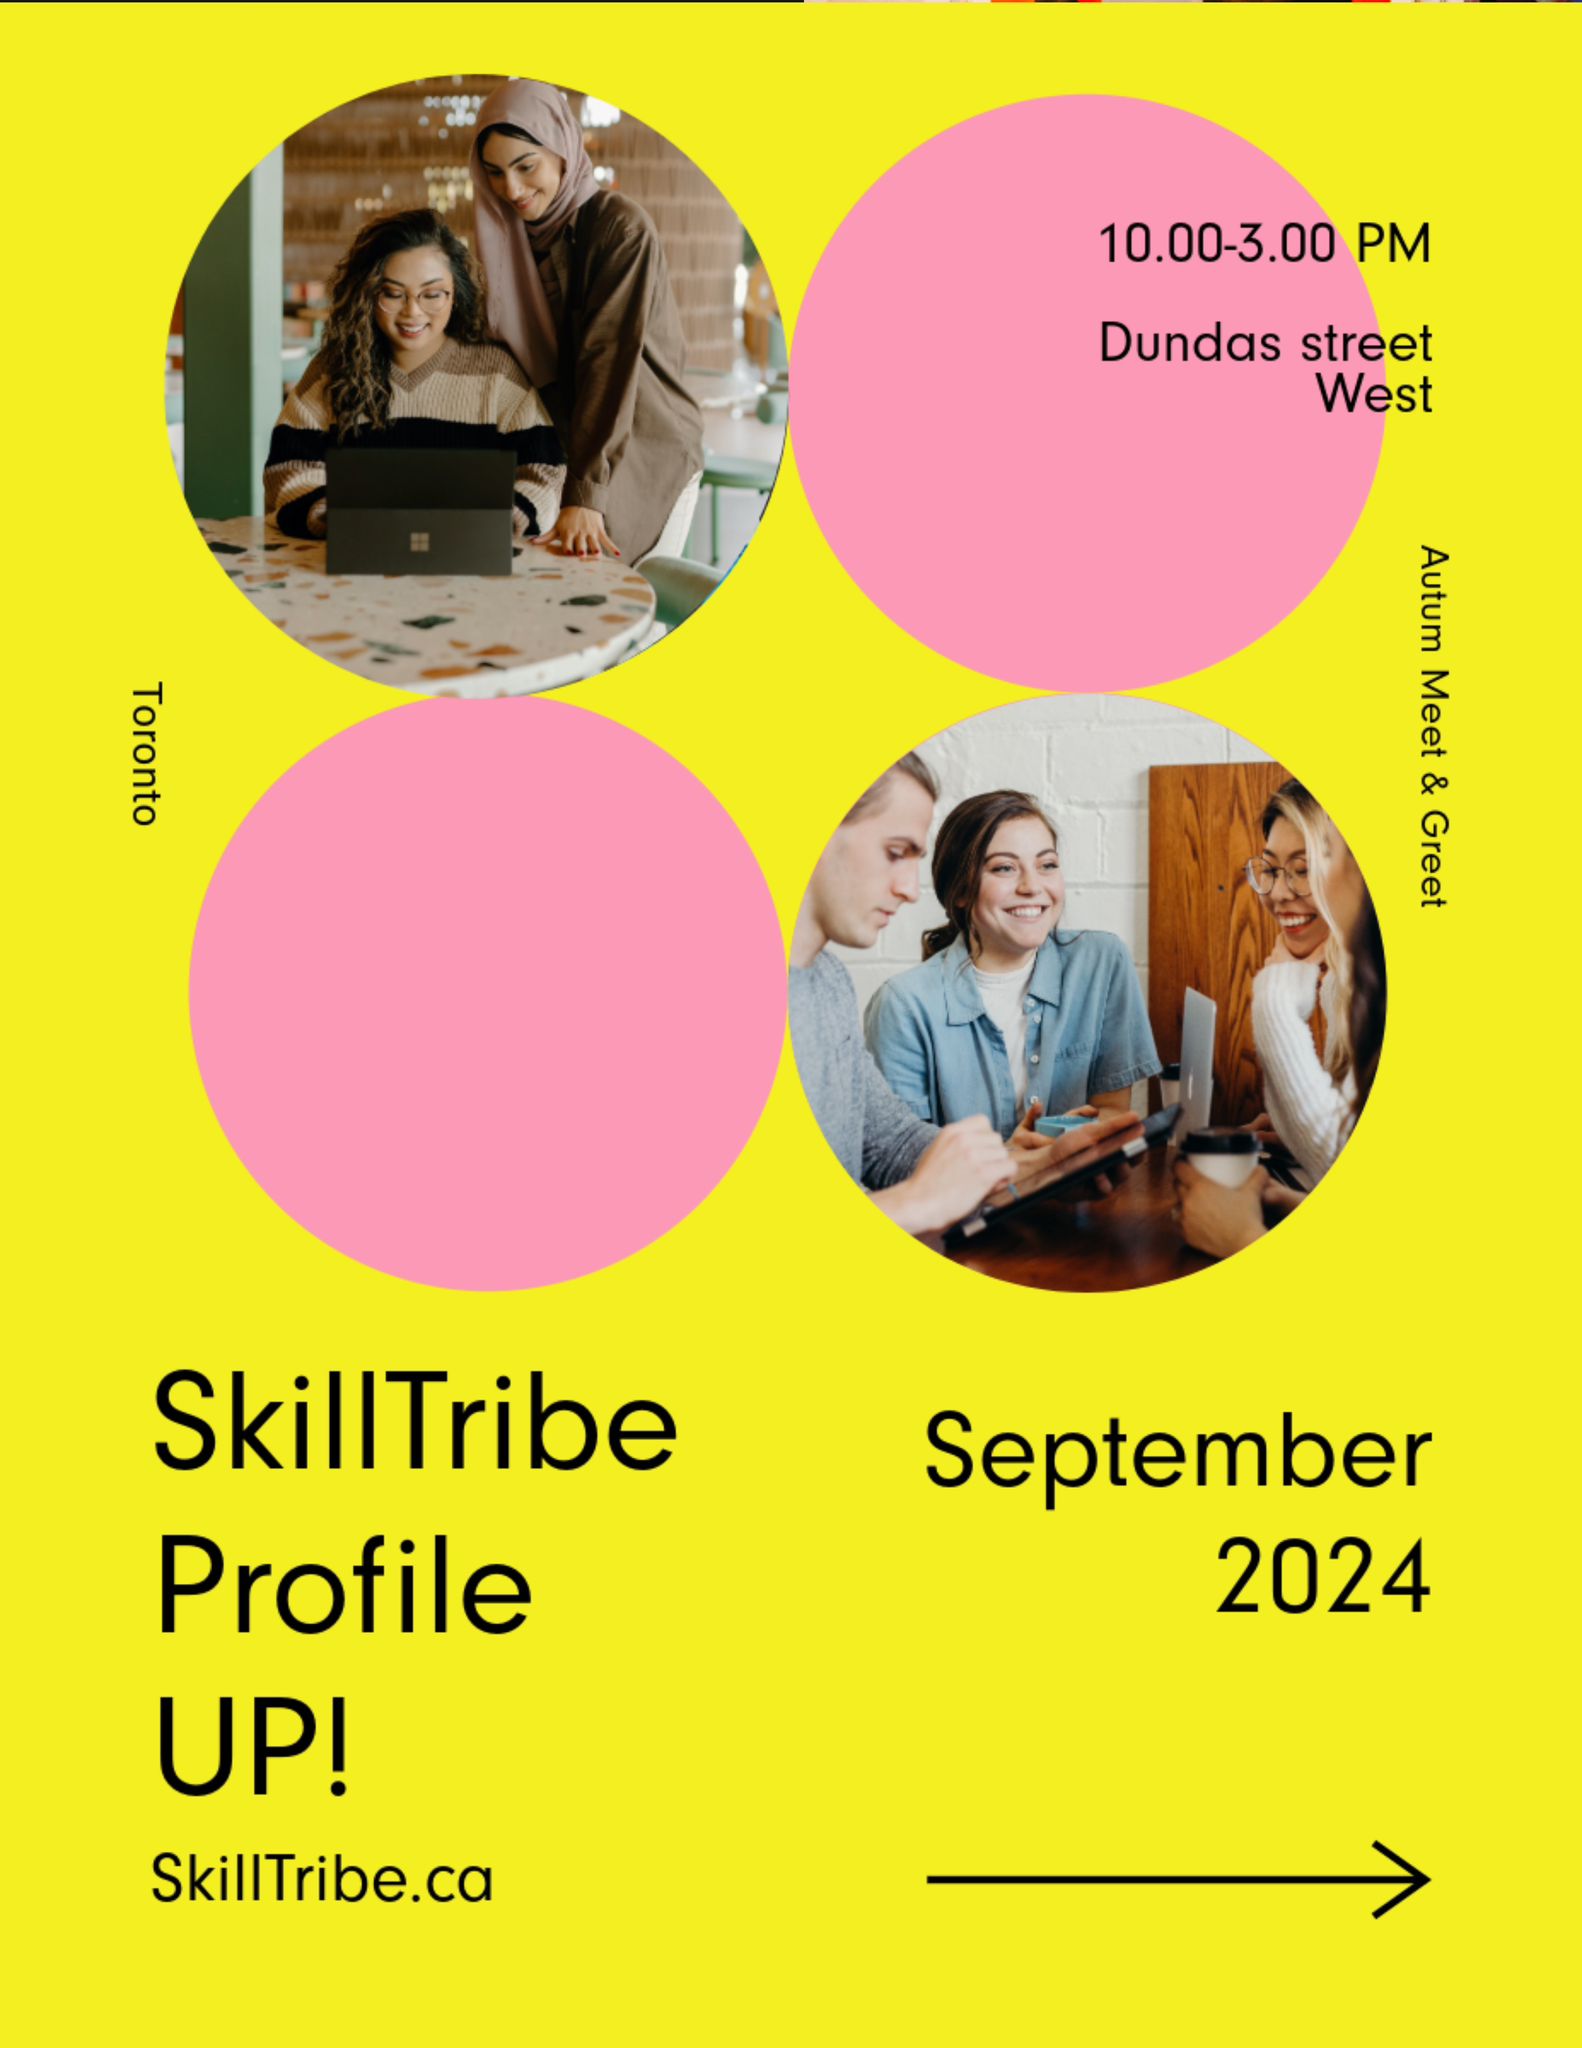 10.00-3.00 PM
Dundas street
West
Autum Meet & Greet
Toronto
SkillTribe
Profile
UP!
SkillTribe.ca
September
2024